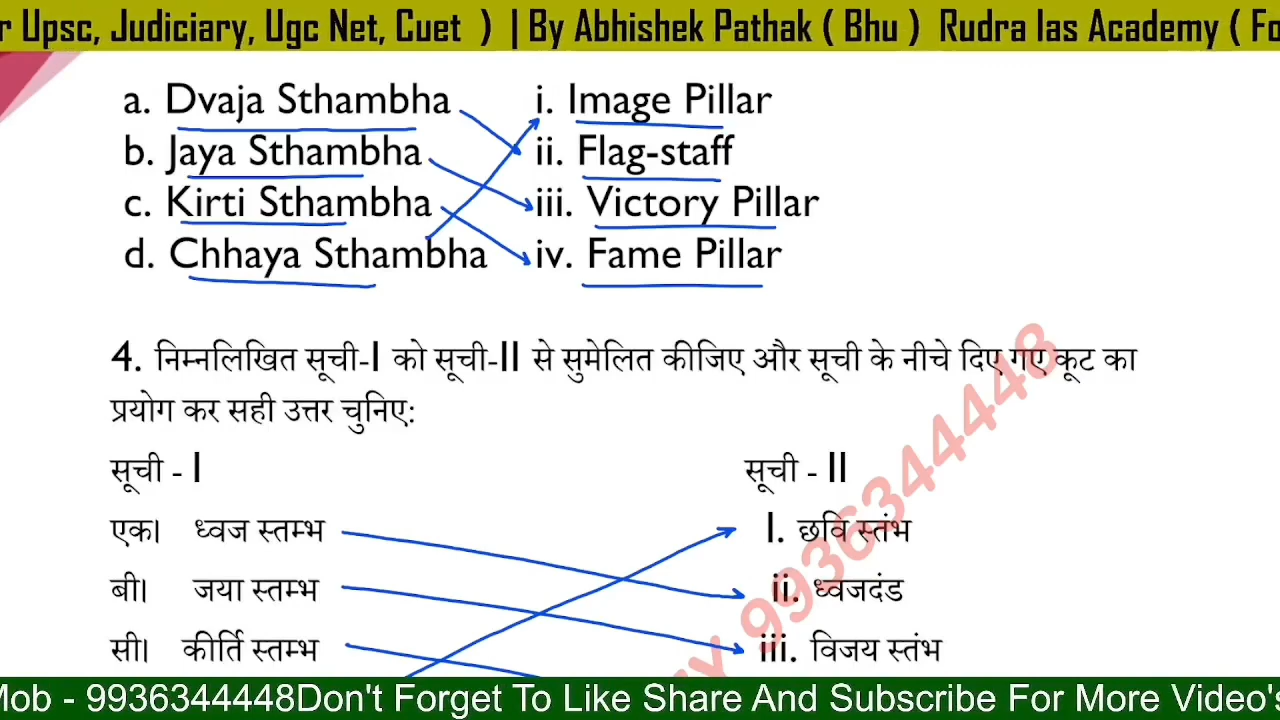 r Upsc, Judiciary, Ugc Net, Cuet ) | By Abhishek Pathak ( Bhu ) Rudra Ias Academy ( Fo
a. Dvaja Sthambha i. Image Pillar
b. Jaya Sthambha ii. Flag-staff
c. Kirti Sthambha iii. Victory Pillar
d. Chhaya Sthambha iv. Fame Pillar
4. निम्नलिखित सूची-I को सूची-II से सुमेलित कीजिए और सूची के नीचे दिए गए कूट का
प्रयोग कर सही उत्तर चुनिए:
सूची - I सूची - II
एक। ध्वज स्तम्भ I. छवि स्तंभ
बी। जया स्तम्भ ii. ध्वजदंड
सी। कीर्ति स्तम्भ iii. विजय स्तंभ
9936344448
Mob - 9936344448Don't Forget To Like Share And Subscribe For More Video's